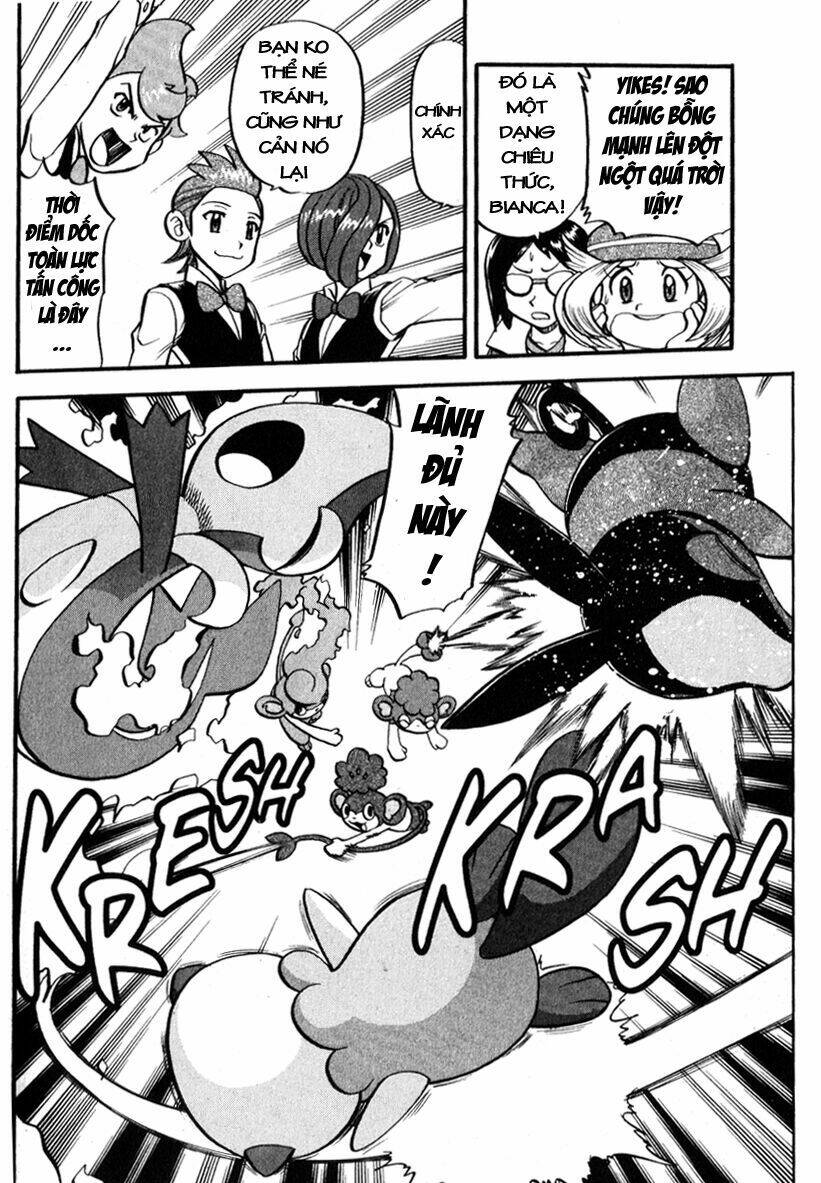 YIKES! SAO
CHÚNG BỖNG
MẠNH LÊN ĐỘT
NGỘT QUÁ TRỜI
VẬY!
ĐÓ LÀ
MỘT
DẠNG
CHIÊU
THỨC,
BIANCA!
CHÍNH
XÁC
BẠN KO
THỂ NÉ
TRÁNH,
CŨNG NHƯ
CẢN NÓ
LẠI
THỜI
ĐIỂM DỐC
TOÀN LỰC
TẤN CÔNG
LÀ ĐÂY
...
LÃNH
ĐỦ
NÀY
!
KRASH
KRESH